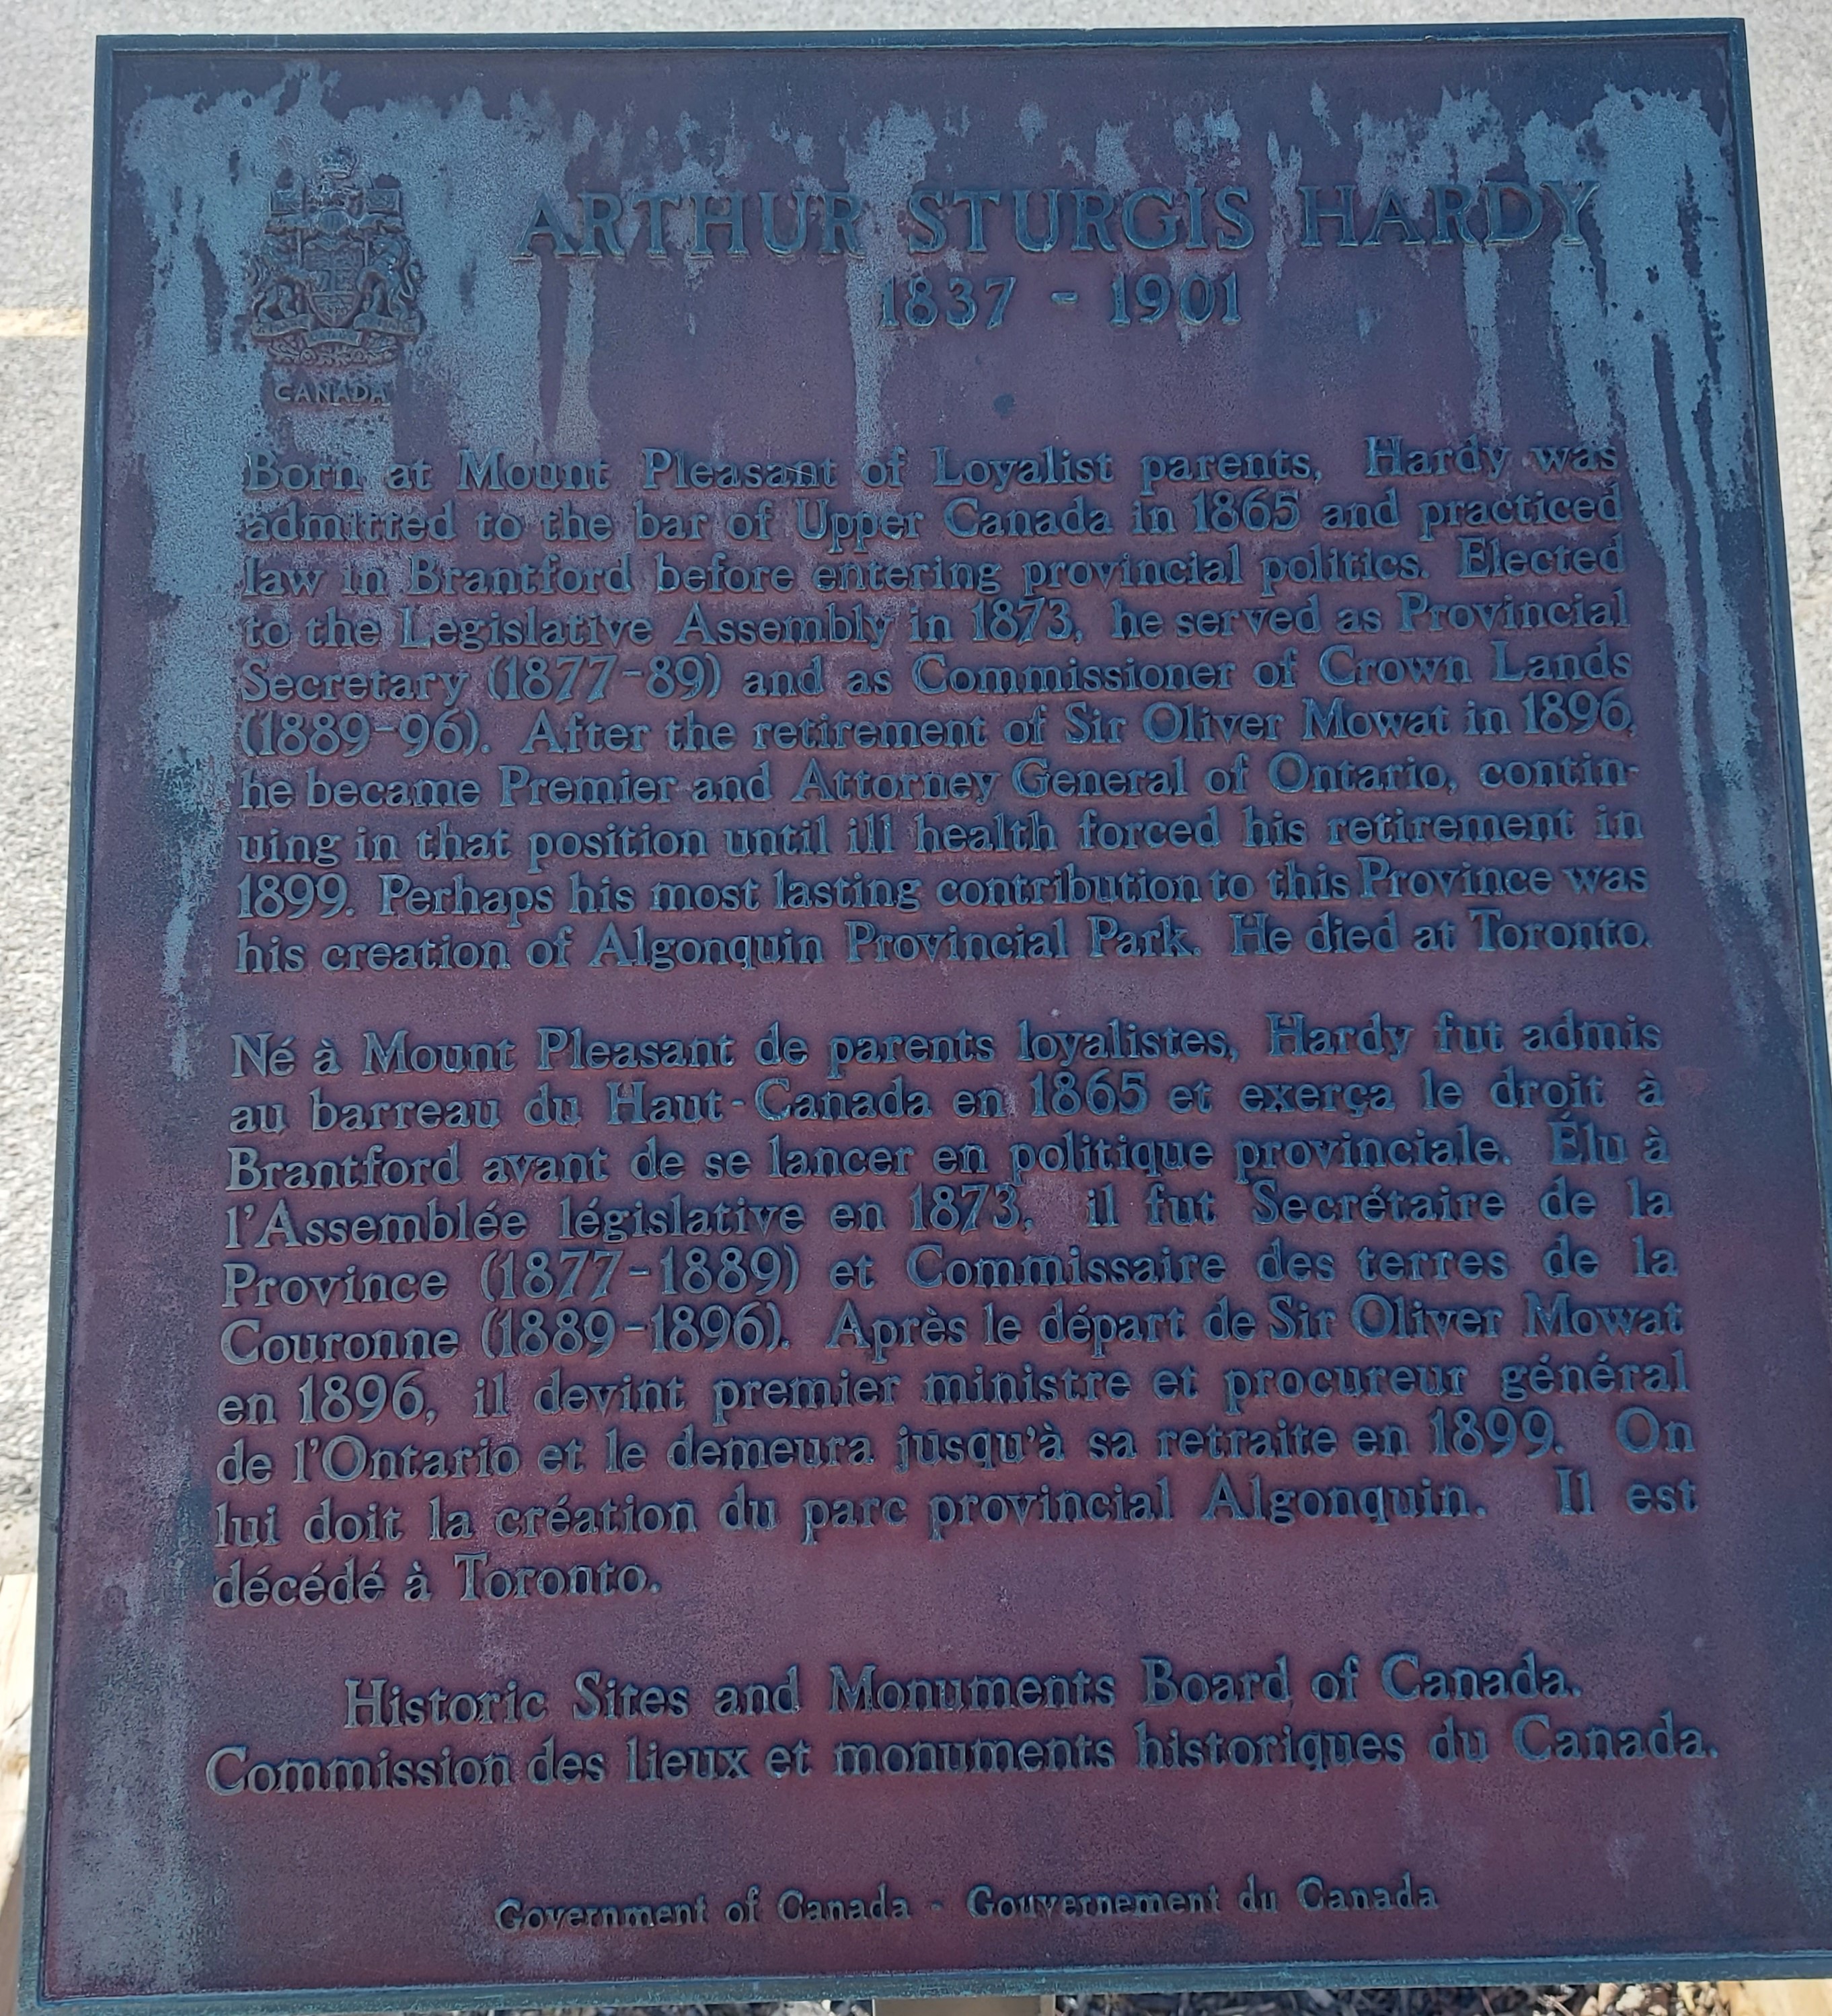 ARTHUR STURGIS HARDY
1837 - 1901
CANADA
Born at Mount Pleasant of Loyalist parents, Hardy was
admitted to the bar of Upper Canada in 1865 and practiced
law in Brantford before entering provincial politics. Elected
to the Legislative Assembly in 1873, he served as Provincial
Secretary (1877-89) and as Commissioner of Crown Lands
(1889-96). After the retirement of Sir Oliver Mowat in 1896,
he became Premier and Attorney General of Ontario, contin-
uing in that position until ill health forced his retirement in
1899. Perhaps his most lasting contribution to this Province was
his creation of Algonquin Provincial Park. He died at Toronto.
Né à Mount Pleasant de parents loyalistes, Hardy fut admis
au barreau du Haut-Canada en 1865 et exerça le droit à
Brantford avant de se lancer en politique provinciale. Élu à
l'Assemblée législative en 1873, il fut Secrétaire de la
Province (1877-1889) et Commissaire des terres de la
Couronne (1889-1896). Après le départ de Sir Oliver Mowat
en 1896, il devint premier ministre et procureur général
de l'Ontario et le demeura jusqu'à sa retraite en 1899. On
lui doit la création du parc provincial Algonquin. Il est
décédé à Toronto.
Historic Sites and Monuments Board of Canada.
Commission des lieux et monuments historiques du Canada.
Government of Canada - Gouvernement du Canada